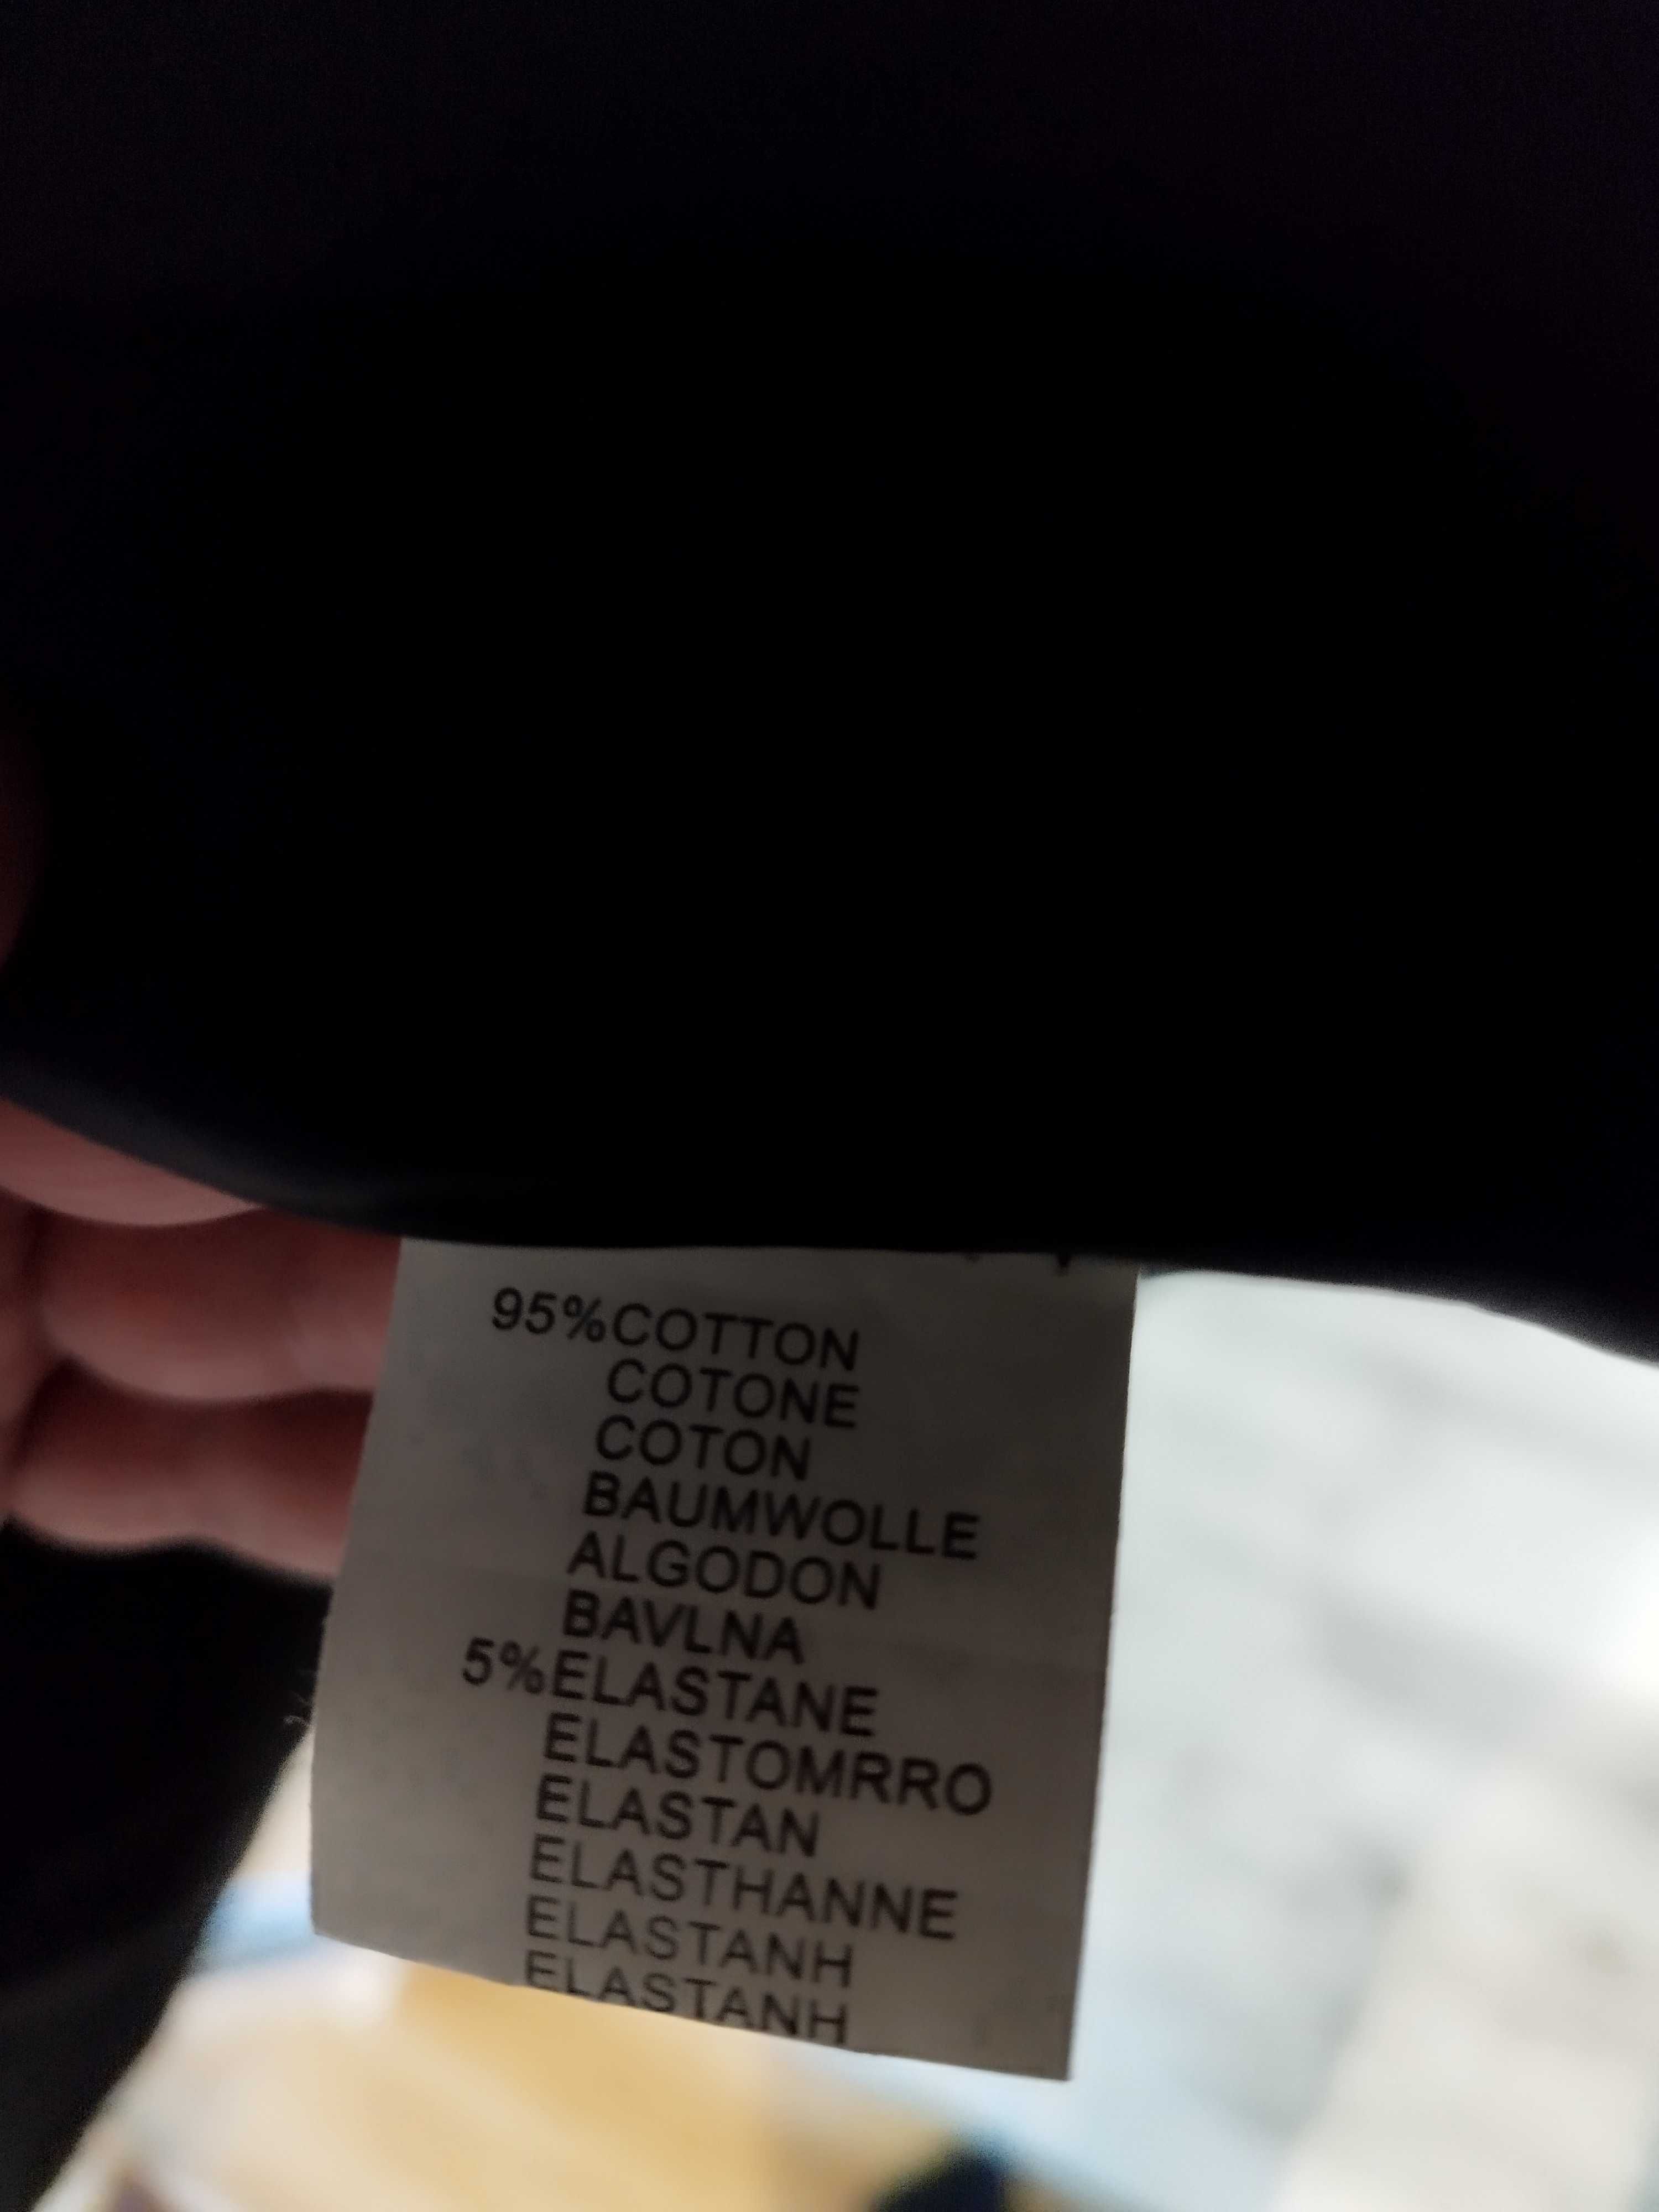 95%COTTON
COTONE
COTON
BAUMWOLLE
ALGODON
BAVLNA
5%ELASTANE
ELASTOMRRO
ELASTAN
ELASTHANNE
ELASTANH
ELASTANH